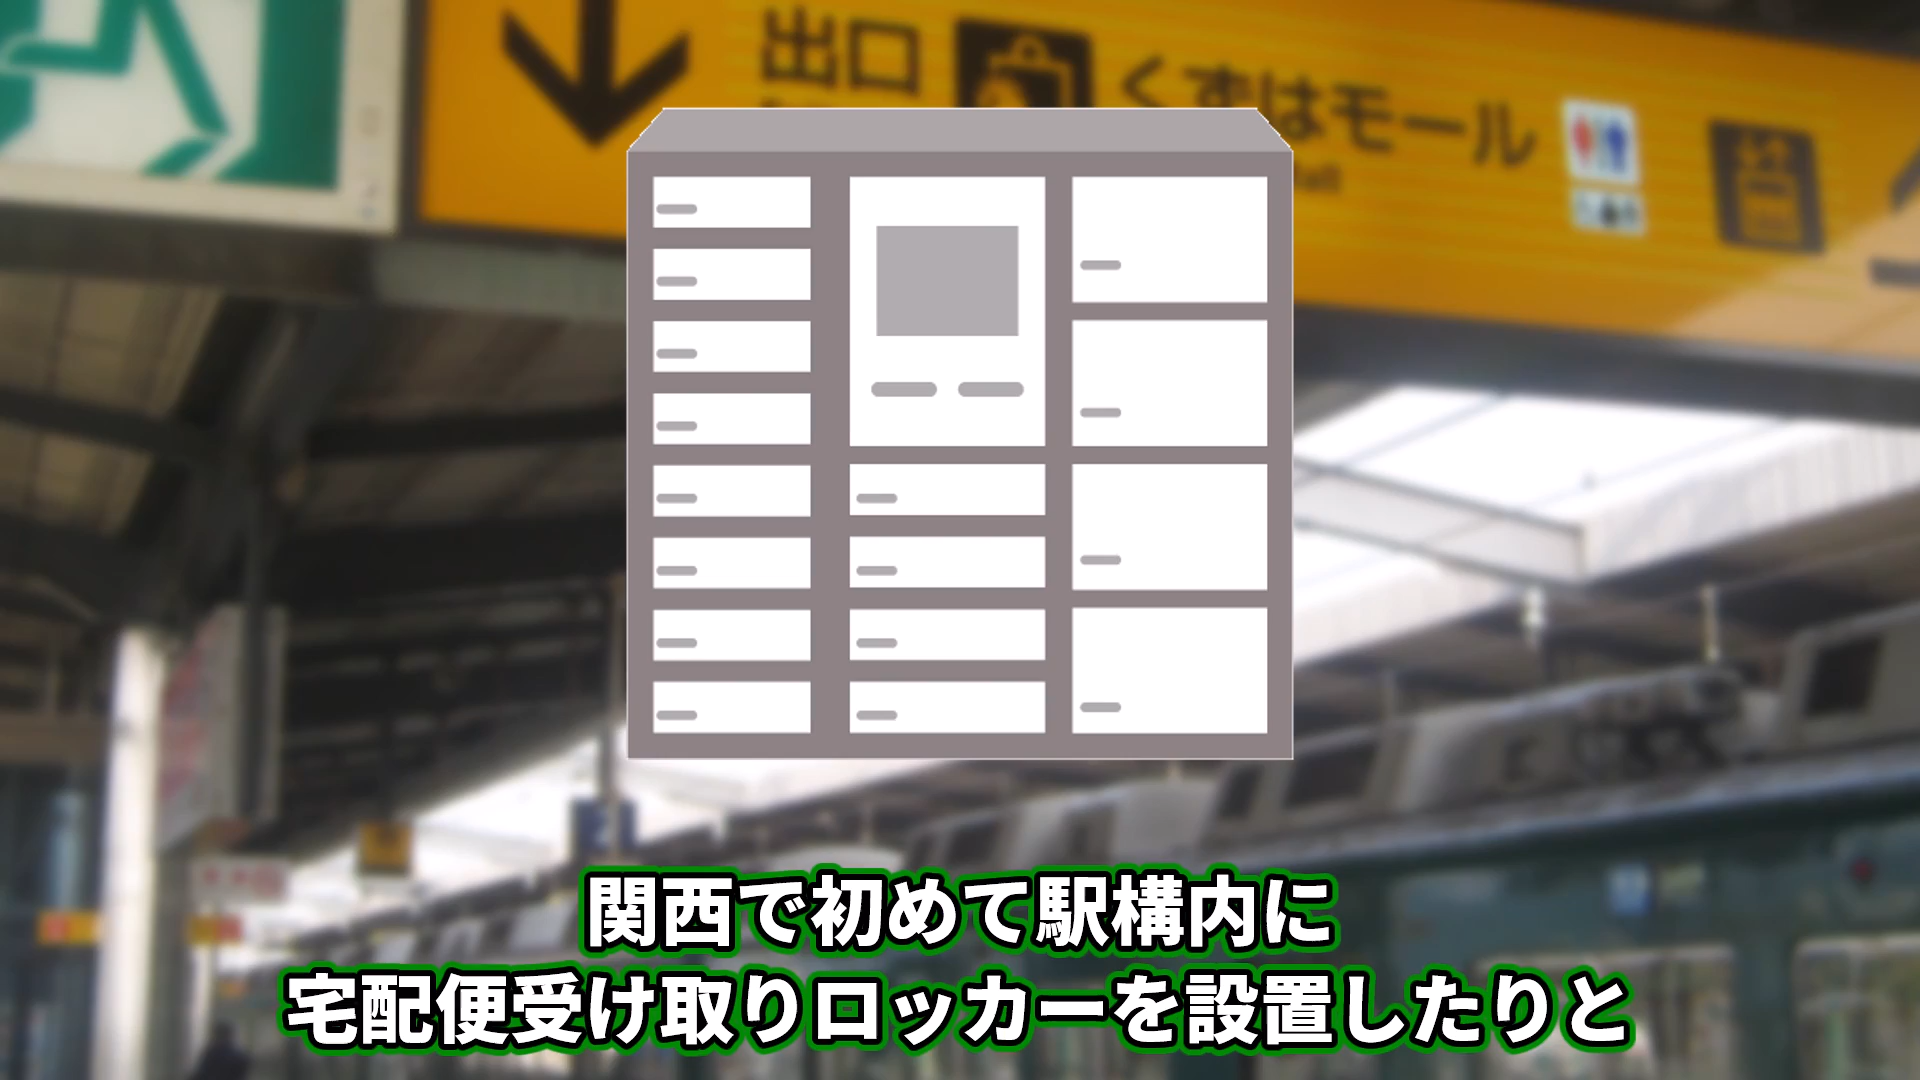 出口 くずはモール
関西で初めて駅構内に
宅配便受け取りロッカーを設置したりと